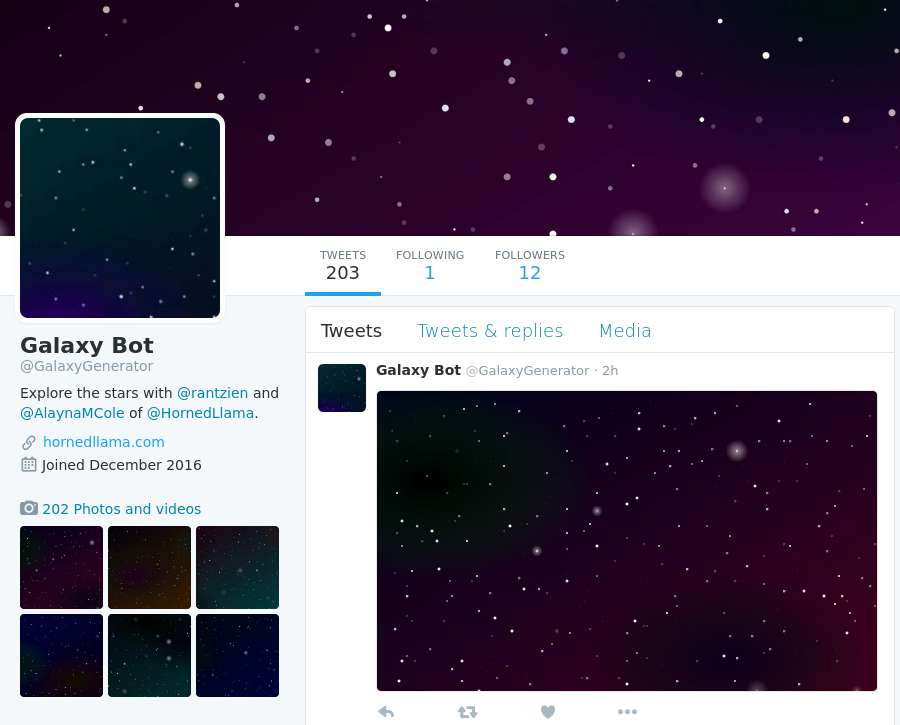 TWEETS FOLLOWING FOLLOWERS
203 1 12
Galaxy Bot
@GalaxyGenerator
Explore the stars with @rantzien and
@AlaynaMCole of @HornedLlama.
hornedllama.com
Joined December 2016
202 Photos and videos
Tweets Tweets & replies Media
Galaxy Bot @GalaxyGenerator · 2h